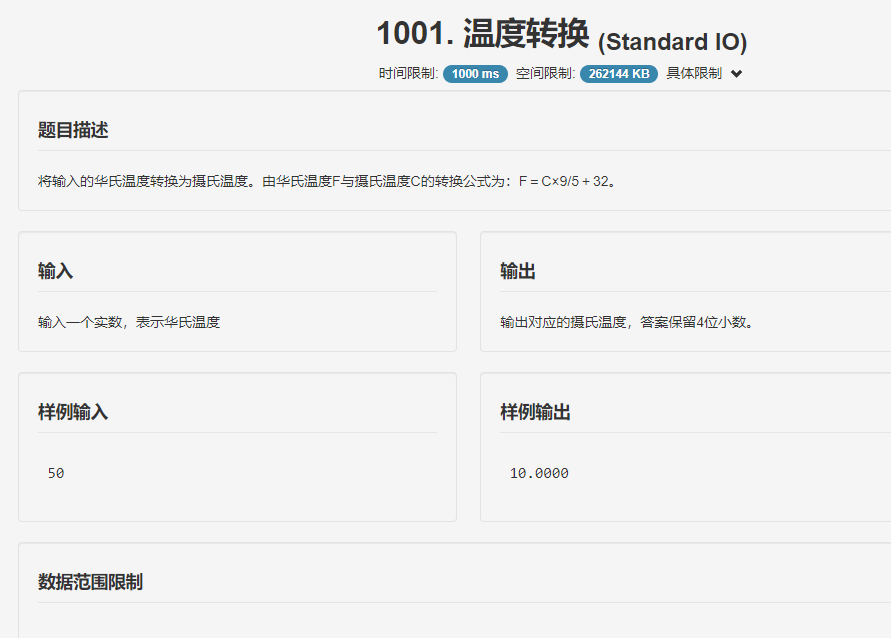 1001. 温度转换 (Standard IO)
时间限制: 1000 ms 空间限制: 262144 KB 具体限制
题目描述
将输入的华氏温度转换为摄氏温度。由华氏温度F与摄氏温度C的转换公式为：F = C×9/5 + 32。
输入
输入一个实数，表示华氏温度
输出
输出对应的摄氏温度，答案保留4位小数。
样例输入
50
样例输出
10.0000
数据范围限制